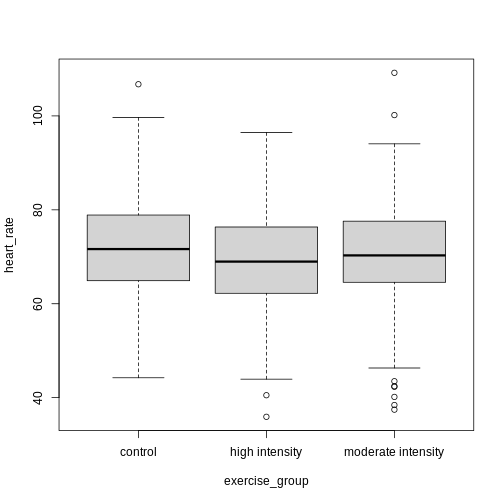 100
80
60
40
heart_rate
control high intensity moderate intensity
exercise_group